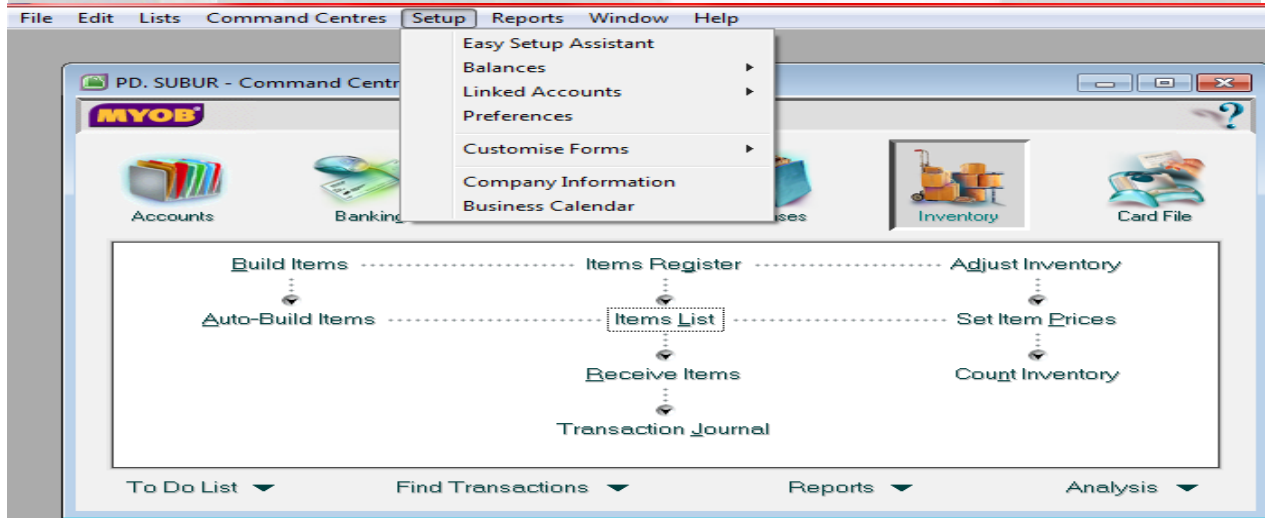 File Edit Lists Command Centres Setup Reports Window Help
Easy Setup Assistant
Balances
Linked Accounts
Preferences
Customise Forms
Company Information
Business Calendar
PD. SUBUR - Command Centr
MYOB
Accounts Banking Inventory Card File
Build Items Items Register Adjust Inventory
Auto-Build Items Items List Set Item Prices
Receive Items Count Inventory
Transaction Journal
To Do List Find Transactions Reports Analysis